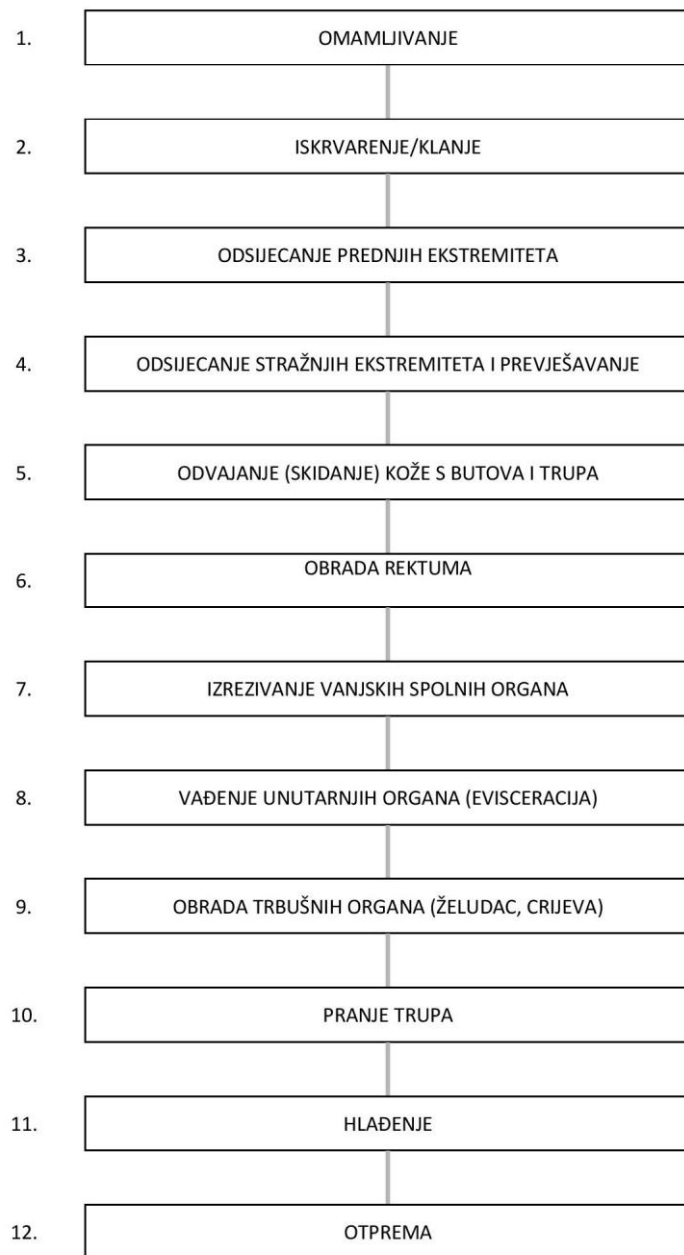 1. OMAMLJIVANJE
2. ISKRVARENJE/KLANJE
3. ODSIJECANJE PREDNJIH EKSTREMITETA
4. ODSIJECANJE STRAŽNJIH EKSTREMITETA I PREVJEŠAVANJE
5. ODVAJANJE (SKIDANJE) KOŽE S BUTOVA I TRUPA
6. OBRADA REKTUMA
7. IZREZIVANJE VANJSKIH SPOLNIH ORGANA
8. VAĐENJE UNUTARNJIH ORGANA (EVISCERACIJA)
9. OBRADA TRBUŠNIH ORGANA (ŽELUDAC, CRIJEVA)
10. PRANJE TRUPA
11. HLAĐENJE
12. OTPREMA